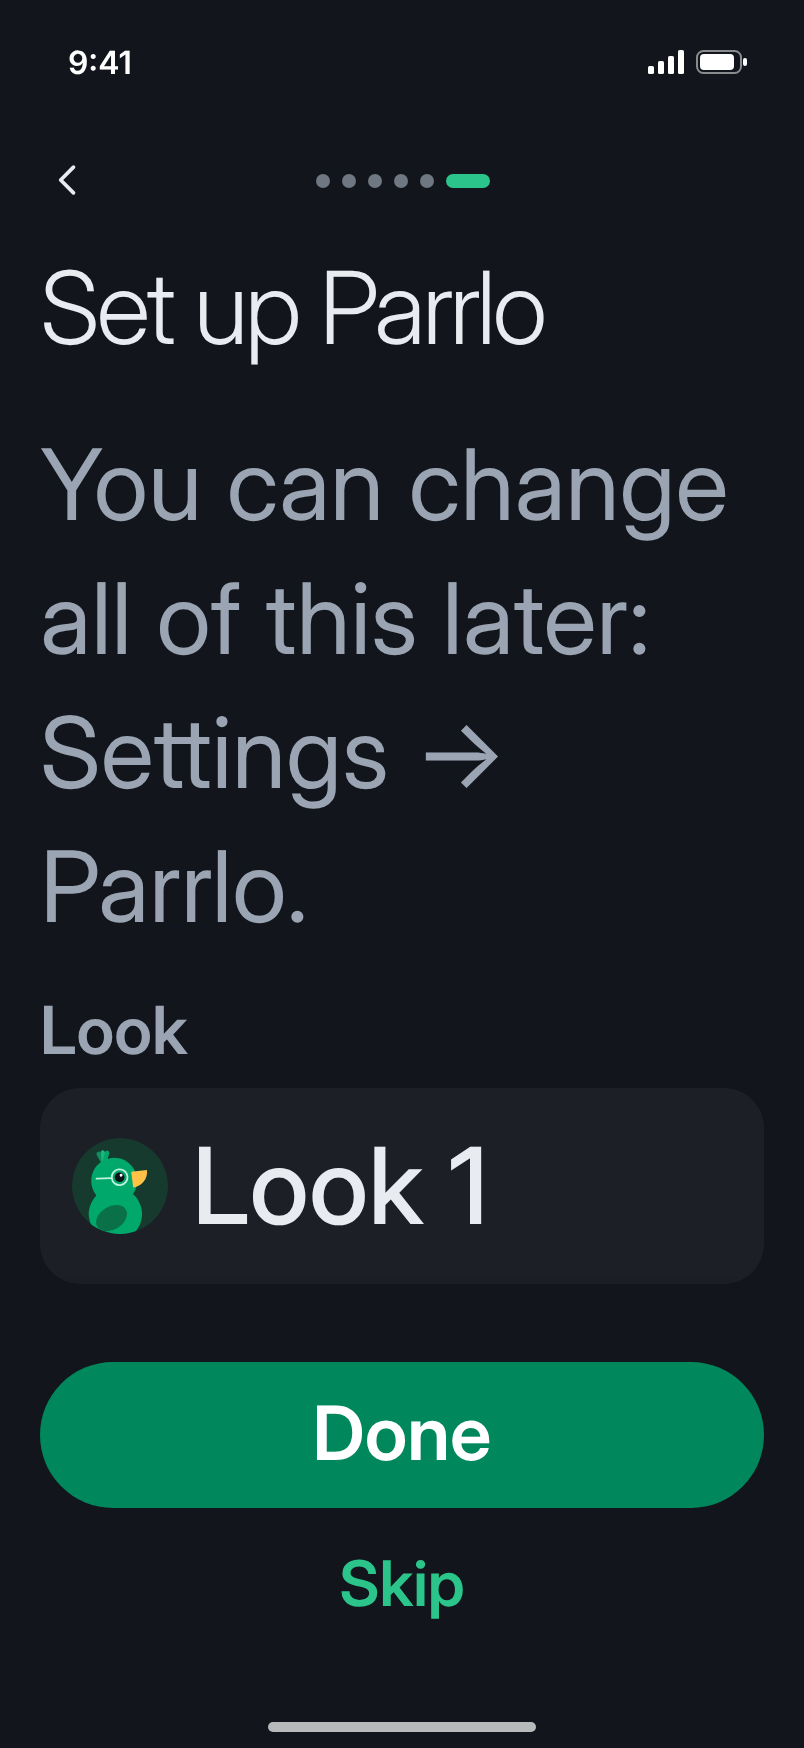 9:41
Set up Parrlo
You can change
all of this later:
Settings →
Parrlo.
Look
Look 1
Done
Skip